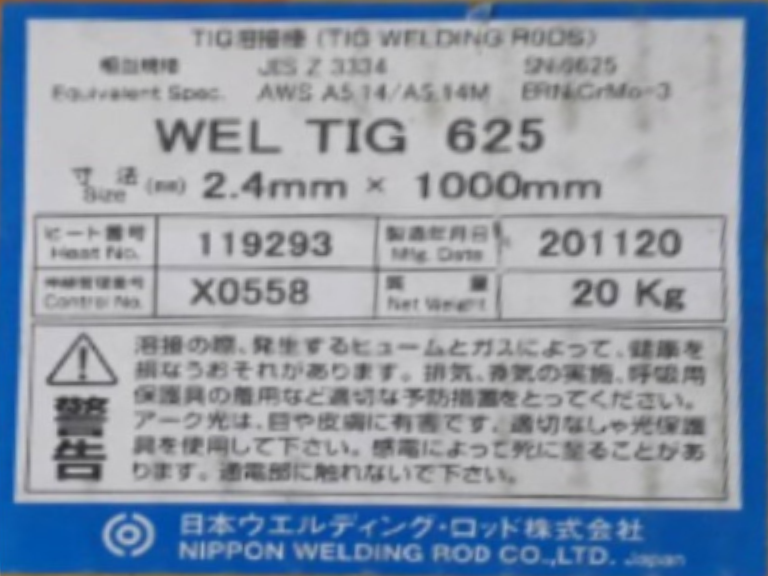 TIG溶接棒 (TIG WELDING RODS)
相当規格 JIS Z 3334 SNi6625
Equivalent Spec. AWS A5.14/A5.14M ERNiCrMo-3
WEL TIG 625
寸法 Size (mm) 2.4mm × 1000mm
ヒート番号 Heat No. 119293 製造年月日 Mfg. Date 201120
Control No. X0558 質量 Net Weight 20 Kg
警告
溶接の際、発生するヒュームとガスによって、健康を
損なうおそれがあります。排気、換気の実施、呼吸用
保護具の着用など適切な予防措置をとってください。
アーク光は、目や皮膚に有害です。適切なしゃ光保護
具を使用して下さい。感電によって死に至ることがあ
ります。通電部に触れないで下さい。
日本ウエルディング・ロッド株式会社
NIPPON WELDING ROD CO.,LTD. Japan